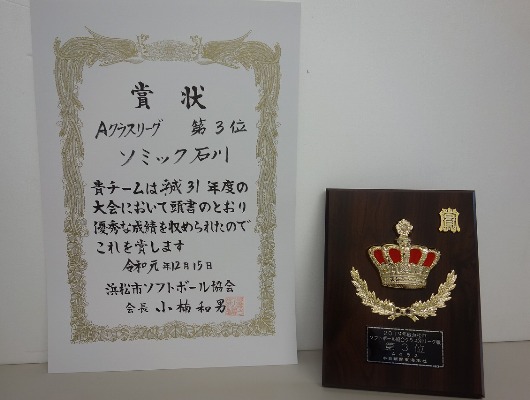 賞状
Aクラスリーグ 第3位
ソミック石川
貴チームは平成31年度の
大会において頭書のとおり
優秀な成績を収められたので
これを賞します
令和元年12月15日
浜松市ソフトボール協会
会長 小楠和男
賞
第3位